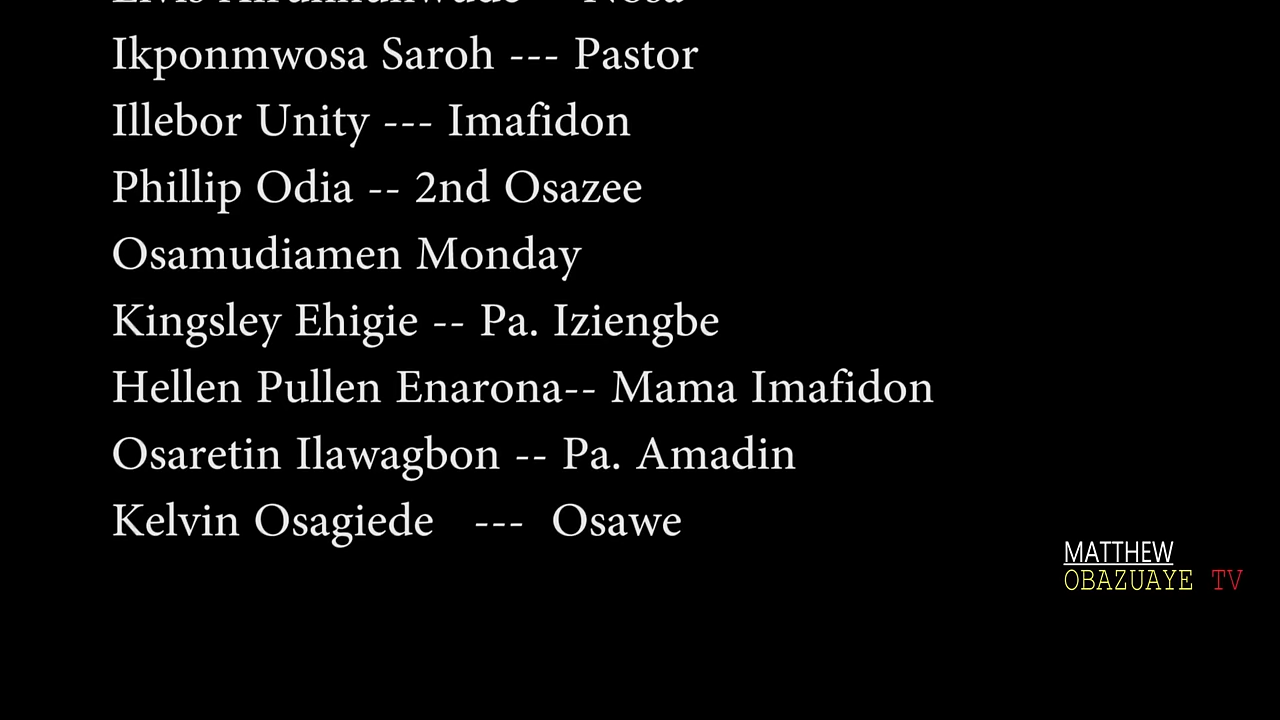 Ikponmwosa Saroh --- Pastor
Illebor Unity --- Imafidon
Phillip Odia -- 2nd Osazee
Osamudiamen Monday
Kingsley Ehigie -- Pa. Iziengbe
Hellen Pullen Enarona-- Mama Imafidon
Osaretin Ilawagbon -- Pa. Amadin
Kelvin Osagiede --- Osawe
MATTHEW
OBAZUAYE TV